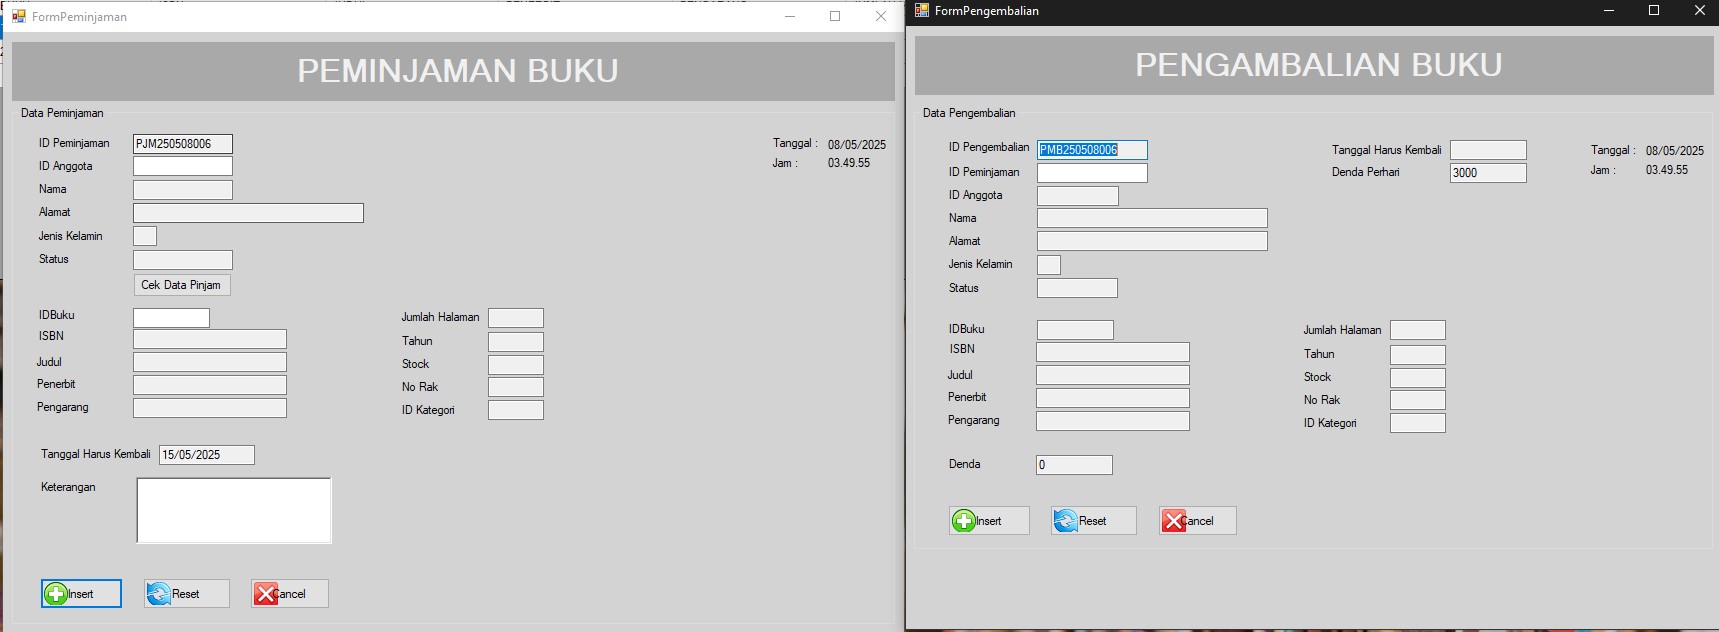 FormPeminjaman
PEMINJAMAN BUKU
Data Peminjaman
ID Peminjaman PJM250508006
Tanggal : 08/05/2025
ID Anggota
Jam : 03.49.55
Nama
Alamat
Jenis Kelamin
Status
Cek Data Pinjam
IDBuku
Jumlah Halaman
ISBN
Tahun
Judul
Stock
Penerbit
No Rak
Pengarang
ID Kategori
Tanggal Harus Kembali 15/05/2025
Keterangan
Insert Reset Cancel
FormPengembalian
PENGAMBALIAN BUKU
Data Pengembalian
ID Pengembalian PMB250508006
Tanggal Harus Kembali
Tanggal : 08/05/2025
ID Peminjaman
Denda Perhari 3000
Jam : 03.49.55
ID Anggota
Nama
Alamat
Jenis Kelamin
Status
IDBuku
Jumlah Halaman
ISBN
Tahun
Judul
Stock
Penerbit
No Rak
Pengarang
ID Kategori
Denda 0
Insert Reset Cancel